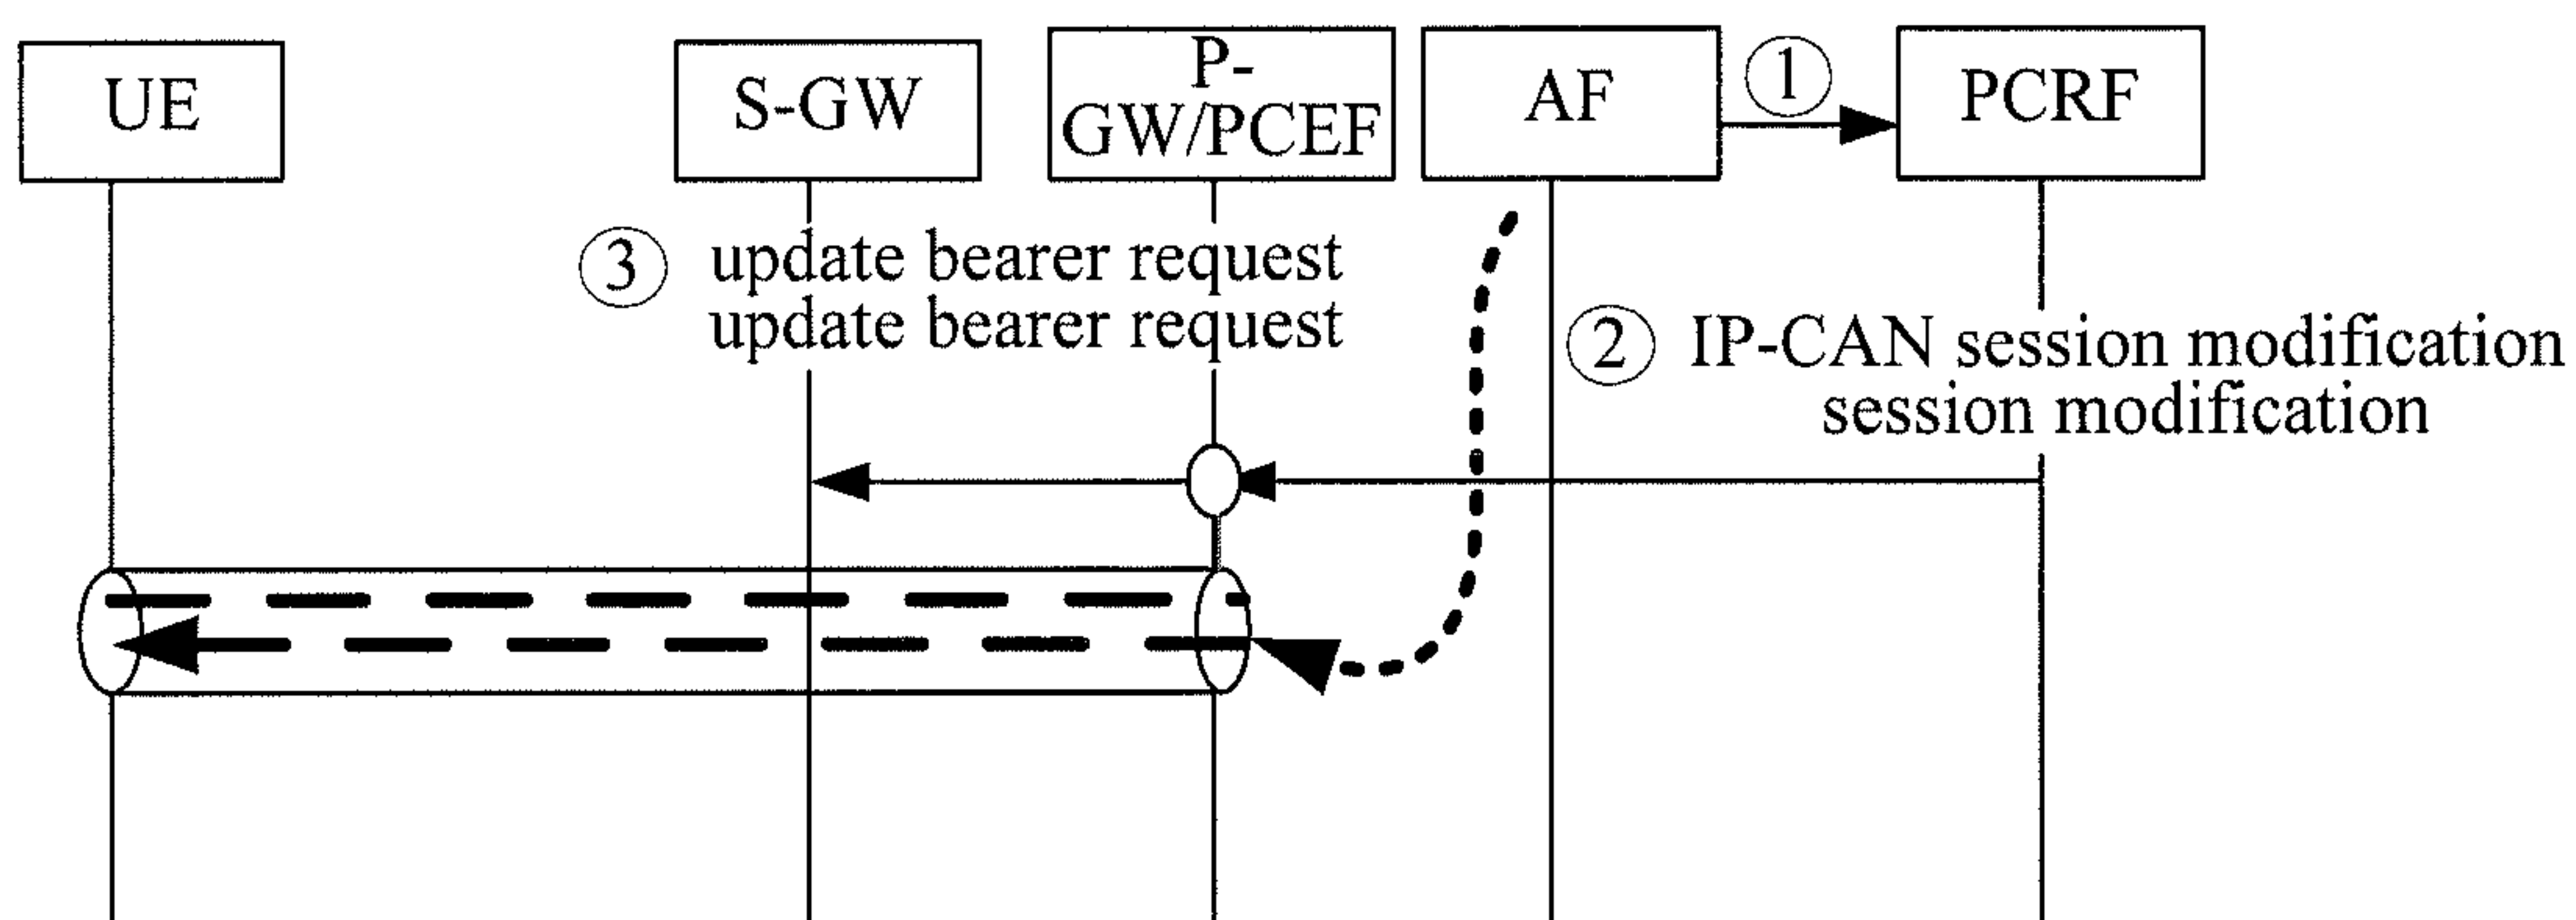 UE
S-GW
P-
GW/PCEF
AF
①
PCRF
③ update bearer request
update bearer request
② IP-CAN session modification
session modification